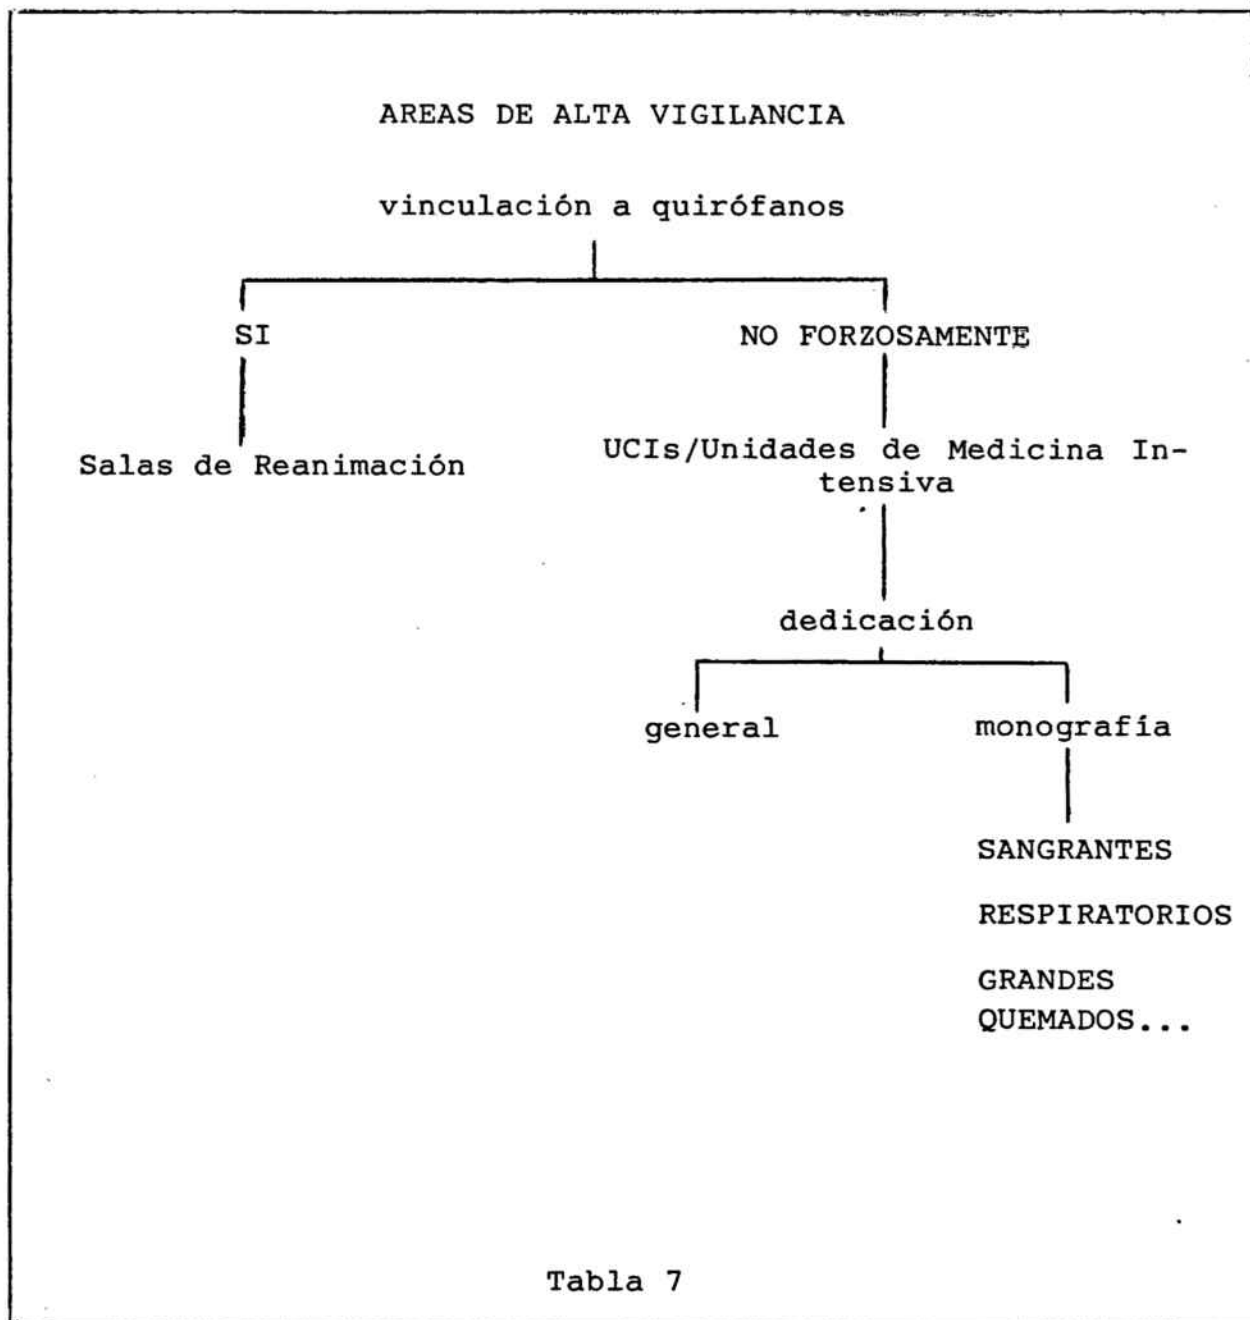 AREAS DE ALTA VIGILANCIA
vinculación a quirófanos
SI
NO FORZOSAMENTE
Salas de Reanimación
UCIs/Unidades de Medicina In-
tensiva
dedicación
general
monografía
SANGRANTES
RESPIRATORIOS
GRANDES
QUEMADOS...
Tabla 7